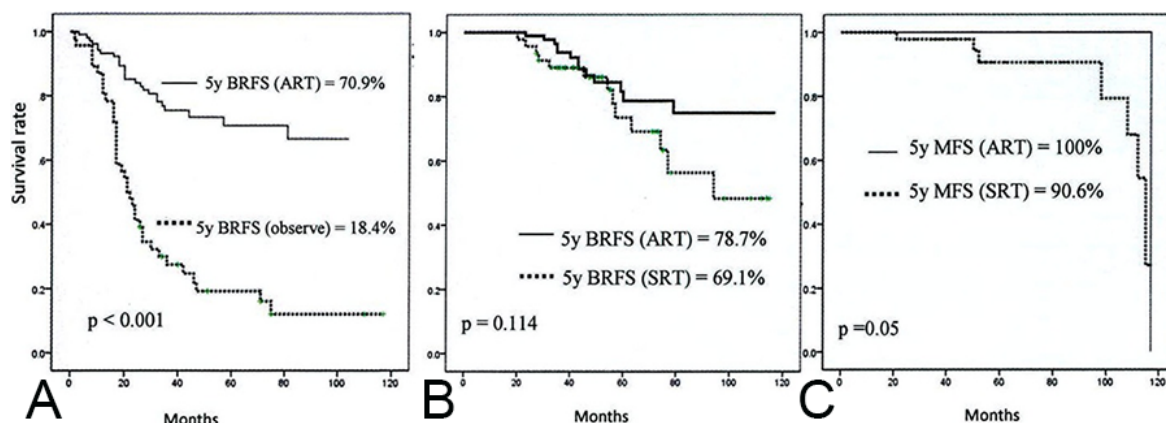 Survival rate
1.0
0.8
0.6
0.4
0.2
0.0
5y BRFS (ART) = 70.9%
5y BRFS (observe) = 18.4%
p < 0.001
0 20 40 60 80 100 120
A
Months
1.0
0.8
0.6
0.4
0.2
0.0
5y BRFS (ART) = 78.7%
5y BRFS (SRT) = 69.1%
p = 0.114
0 20 40 60 80 100 120
B
Months
1.0
0.8
0.6
0.4
0.2
0.0
5y MFS (ART) = 100%
5y MFS (SRT) = 90.6%
p =0.05
0 20 40 60 80 100 120
C
Months